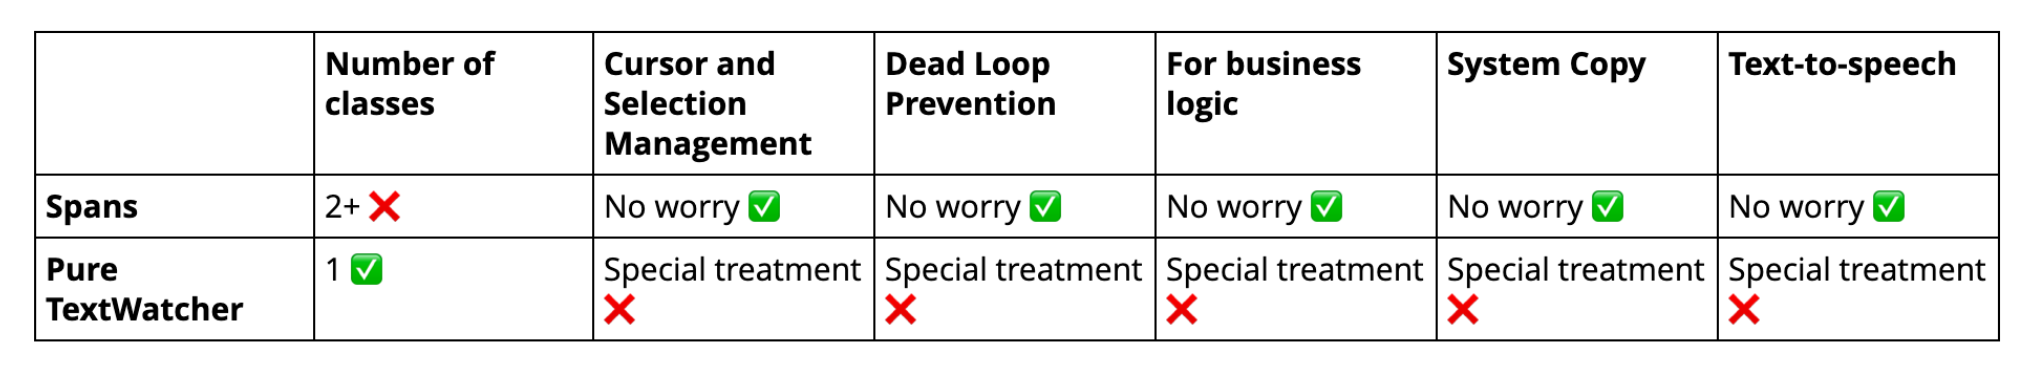 Number of classes
Cursor and Selection Management
Dead Loop Prevention
For business logic
System Copy
Text-to-speech
Spans
2+ ❌
No worry ✅
No worry ✅
No worry ✅
No worry ✅
No worry ✅
Pure TextWatcher
1 ✅
Special treatment ❌
Special treatment ❌
Special treatment ❌
Special treatment ❌
Special treatment ❌